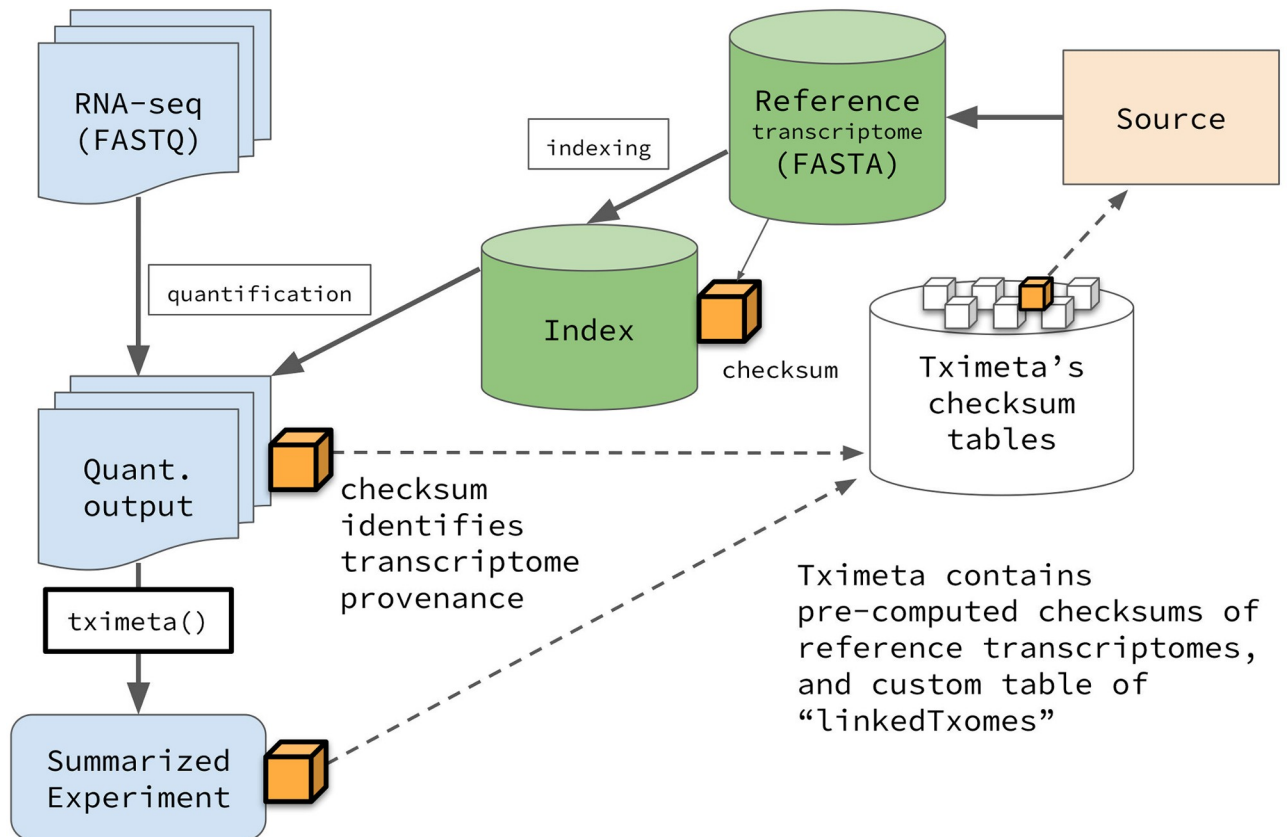 RNA-seq
(FASTQ)
Reference
transcriptome
(FASTA)
Source
indexing
quantification
Index
checksum
Tximeta’s
checksum
tables
Quant.
output
checksum
identifies
transcriptome
provenance
tximeta()
Tximeta contains
pre-computed checksums of
reference transcriptomes,
and custom table of
“linkedTxomes”
Summarized
Experiment